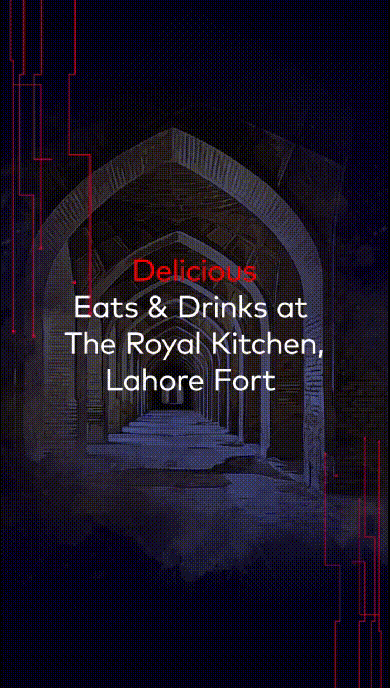 Delicious
Eats & Drinks at
The Royal Kitchen,
Lahore Fort